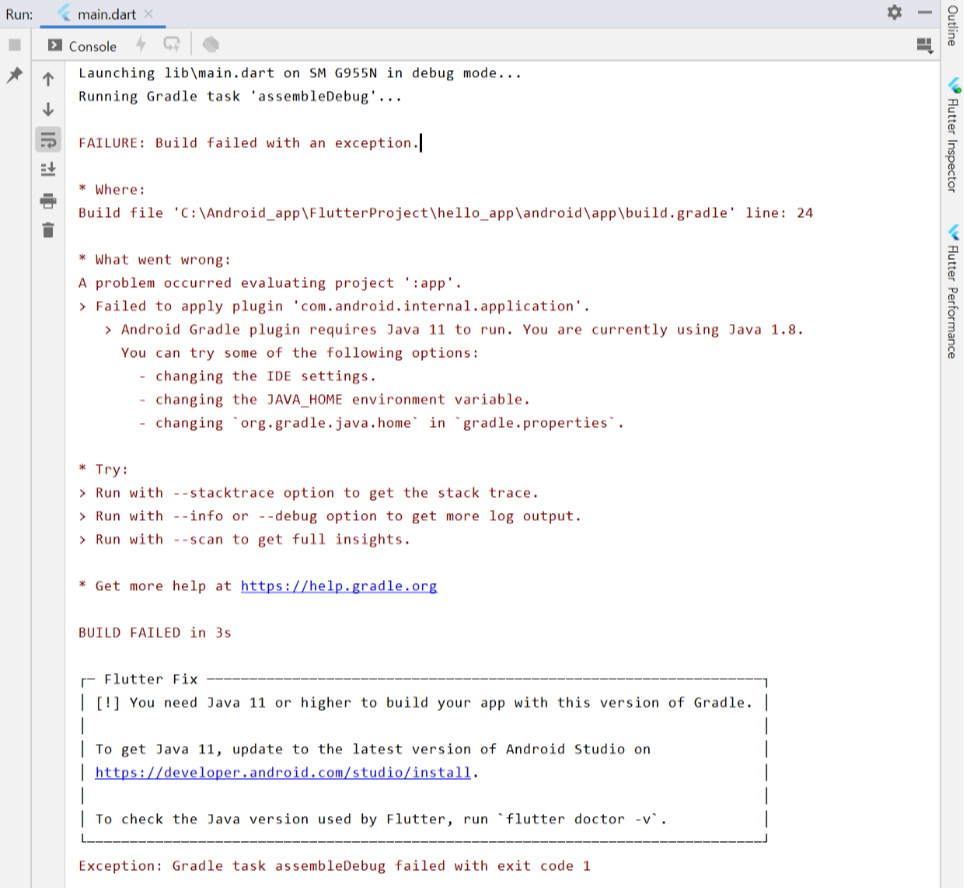 Run: main.dart
Console
Launching lib\main.dart on SM G955N in debug mode...
Running Gradle task 'assembleDebug'...
FAILURE: Build failed with an exception.
* Where:
Build file 'C:\Android_app\FlutterProject\hello_app\android\app\build.gradle' line: 24
* What went wrong:
A problem occurred evaluating project ':app'.
> Failed to apply plugin 'com.android.internal.application'.
> Android Gradle plugin requires Java 11 to run. You are currently using Java 1.8.
You can try some of the following options:
- changing the IDE settings.
- changing the JAVA_HOME environment variable.
- changing `org.gradle.java.home` in `gradle.properties`.
* Try:
> Run with --stacktrace option to get the stack trace.
> Run with --info or --debug option to get more log output.
> Run with --scan to get full insights.
* Get more help at https://help.gradle.org
BUILD FAILED in 3s
Flutter Fix
[!] You need Java 11 or higher to build your app with this version of Gradle.
To get Java 11, update to the latest version of Android Studio on
https://developer.android.com/studio/install.
To check the Java version used by Flutter, run `flutter doctor -v`.
Exception: Gradle task assembleDebug failed with exit code 1
Outline
Flutter Inspector
Flutter Performance